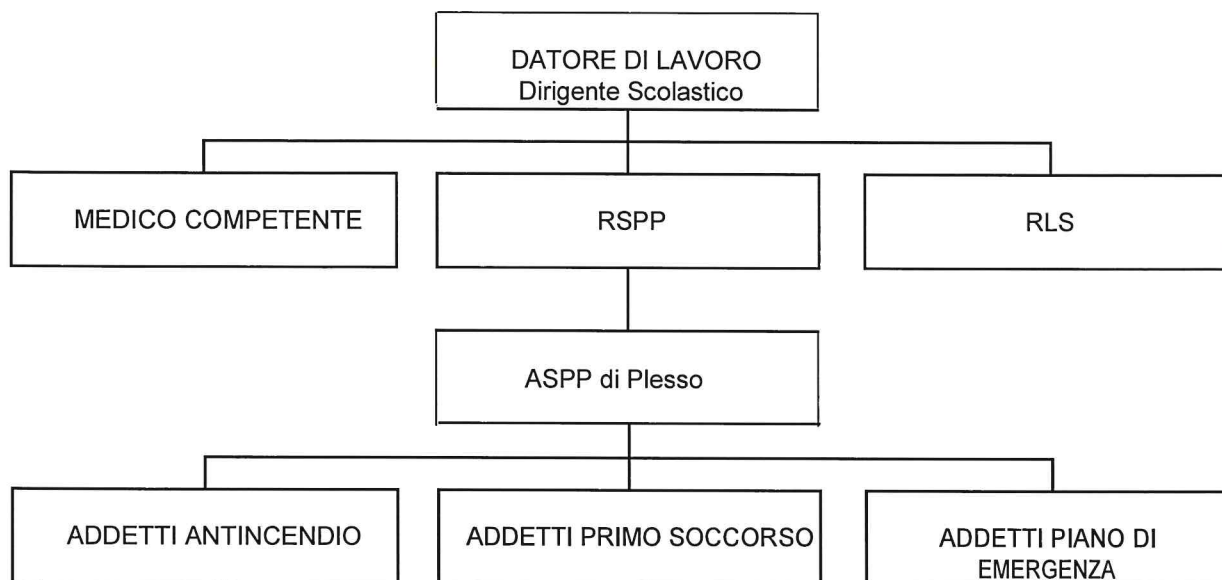 DATORE DI LAVORO
Dirigente Scolastico
MEDICO COMPETENTE
RSPP
RLS
ASPP di Plesso
ADDETTI ANTINCENDIO
ADDETTI PRIMO SOCCORSO
ADDETTI PIANO DI
EMERGENZA